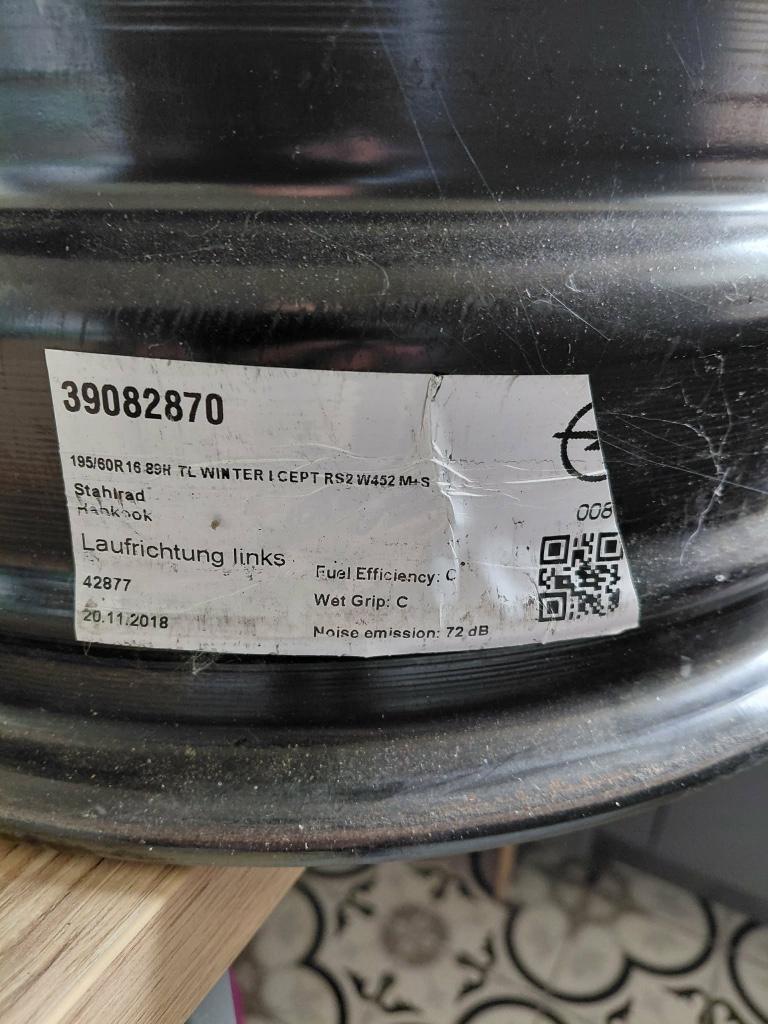 39082870
195/60R16 89H TL WINTER I CEPT RS2 W452 M+S
Stahlrad
Hankook
008
Laufrichtung links
42877
20.11.2018
Fuel Efficiency: C
Wet Grip: C
Noise emission: 72 dB